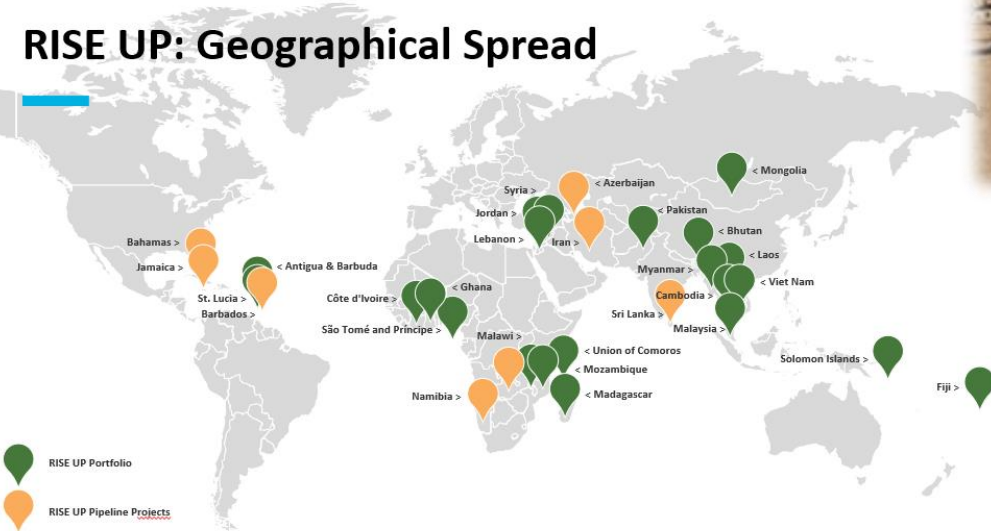 RISE UP: Geographical Spread
< Mongolia
Syria >
< Azerbaijan
Jordan >
< Pakistan
Lebanon >
Iran >
< Bhutan
Bahamas >
Jamaica >
< Antigua & Barbuda
Myanmar >
< Laos
St. Lucia >
Barbados >
Côte d'Ivoire >
< Ghana
Cambodia >
< Viet Nam
Sri Lanka >
São Tomé and Príncipe >
Malawi >
Malaysia >
< Union of Comoros
Solomon Islands >
< Mozambique
Namibia >
< Madagascar
Fiji >
RISE UP Portfolio
RISE UP Pipeline Projects